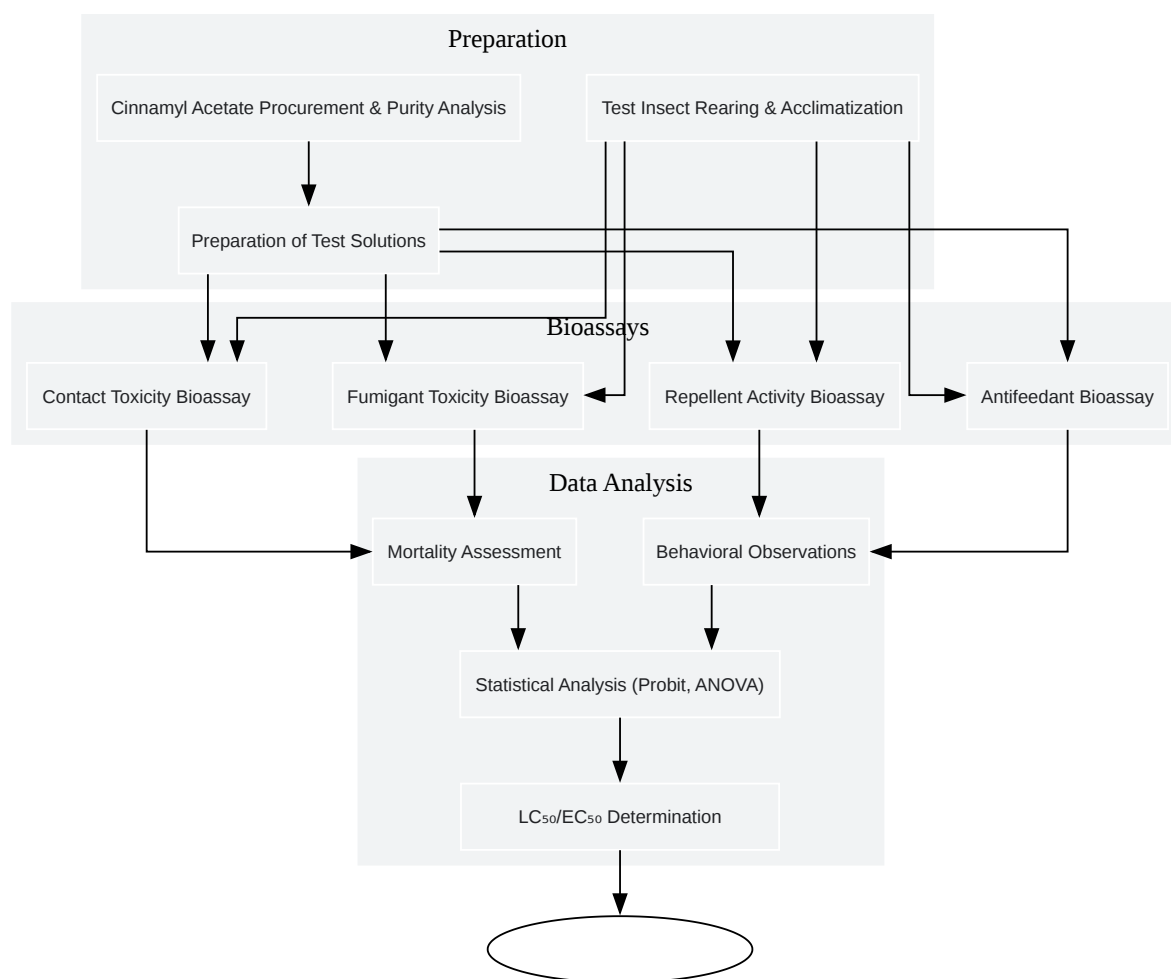 Preparation
Cinnamyl Acetate Procurement & Purity Analysis
Test Insect Rearing & Acclimatization
Preparation of Test Solutions
Bioassays
Contact Toxicity Bioassay
Fumigant Toxicity Bioassay
Repellent Activity Bioassay
Antifeedant Bioassay
Data Analysis
Mortality Assessment
Behavioral Observations
Statistical Analysis (Probit, ANOVA)
LC₅₀/EC₅₀ Determination